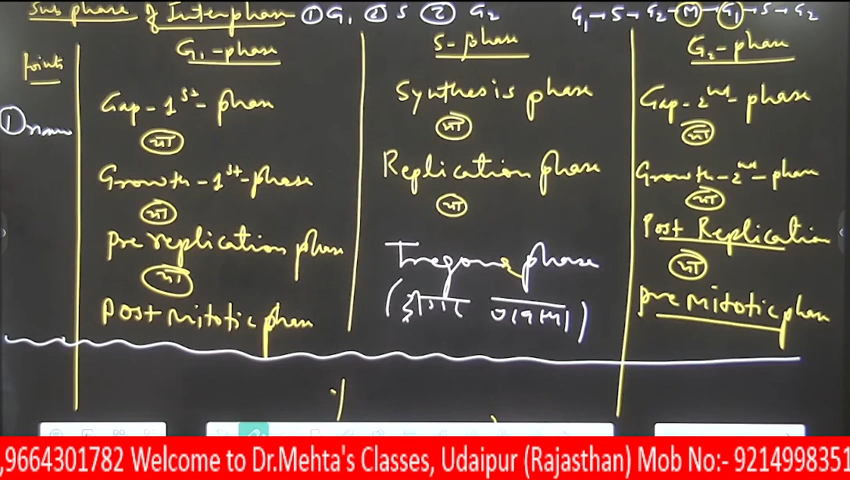 Sub phase of Interphase ① G₁ ② S ② G₂ G₁→S→G₂ M→G₁→S→G₂
Points G₁-phase S-phase G₂-phase
① name Gap-1st-phase Synthesis phase Gap-2nd-phase
या या या
Growth-1st-phase Replication phase Growth-2nd-phase
या या या
Pre replication phase phase Post Replication
या या
Post Mitotic phase Pre Mitotic phase
,9664301782 Welcome to Dr.Mehta's Classes, Udaipur (Rajasthan) Mob No:- 9214998351